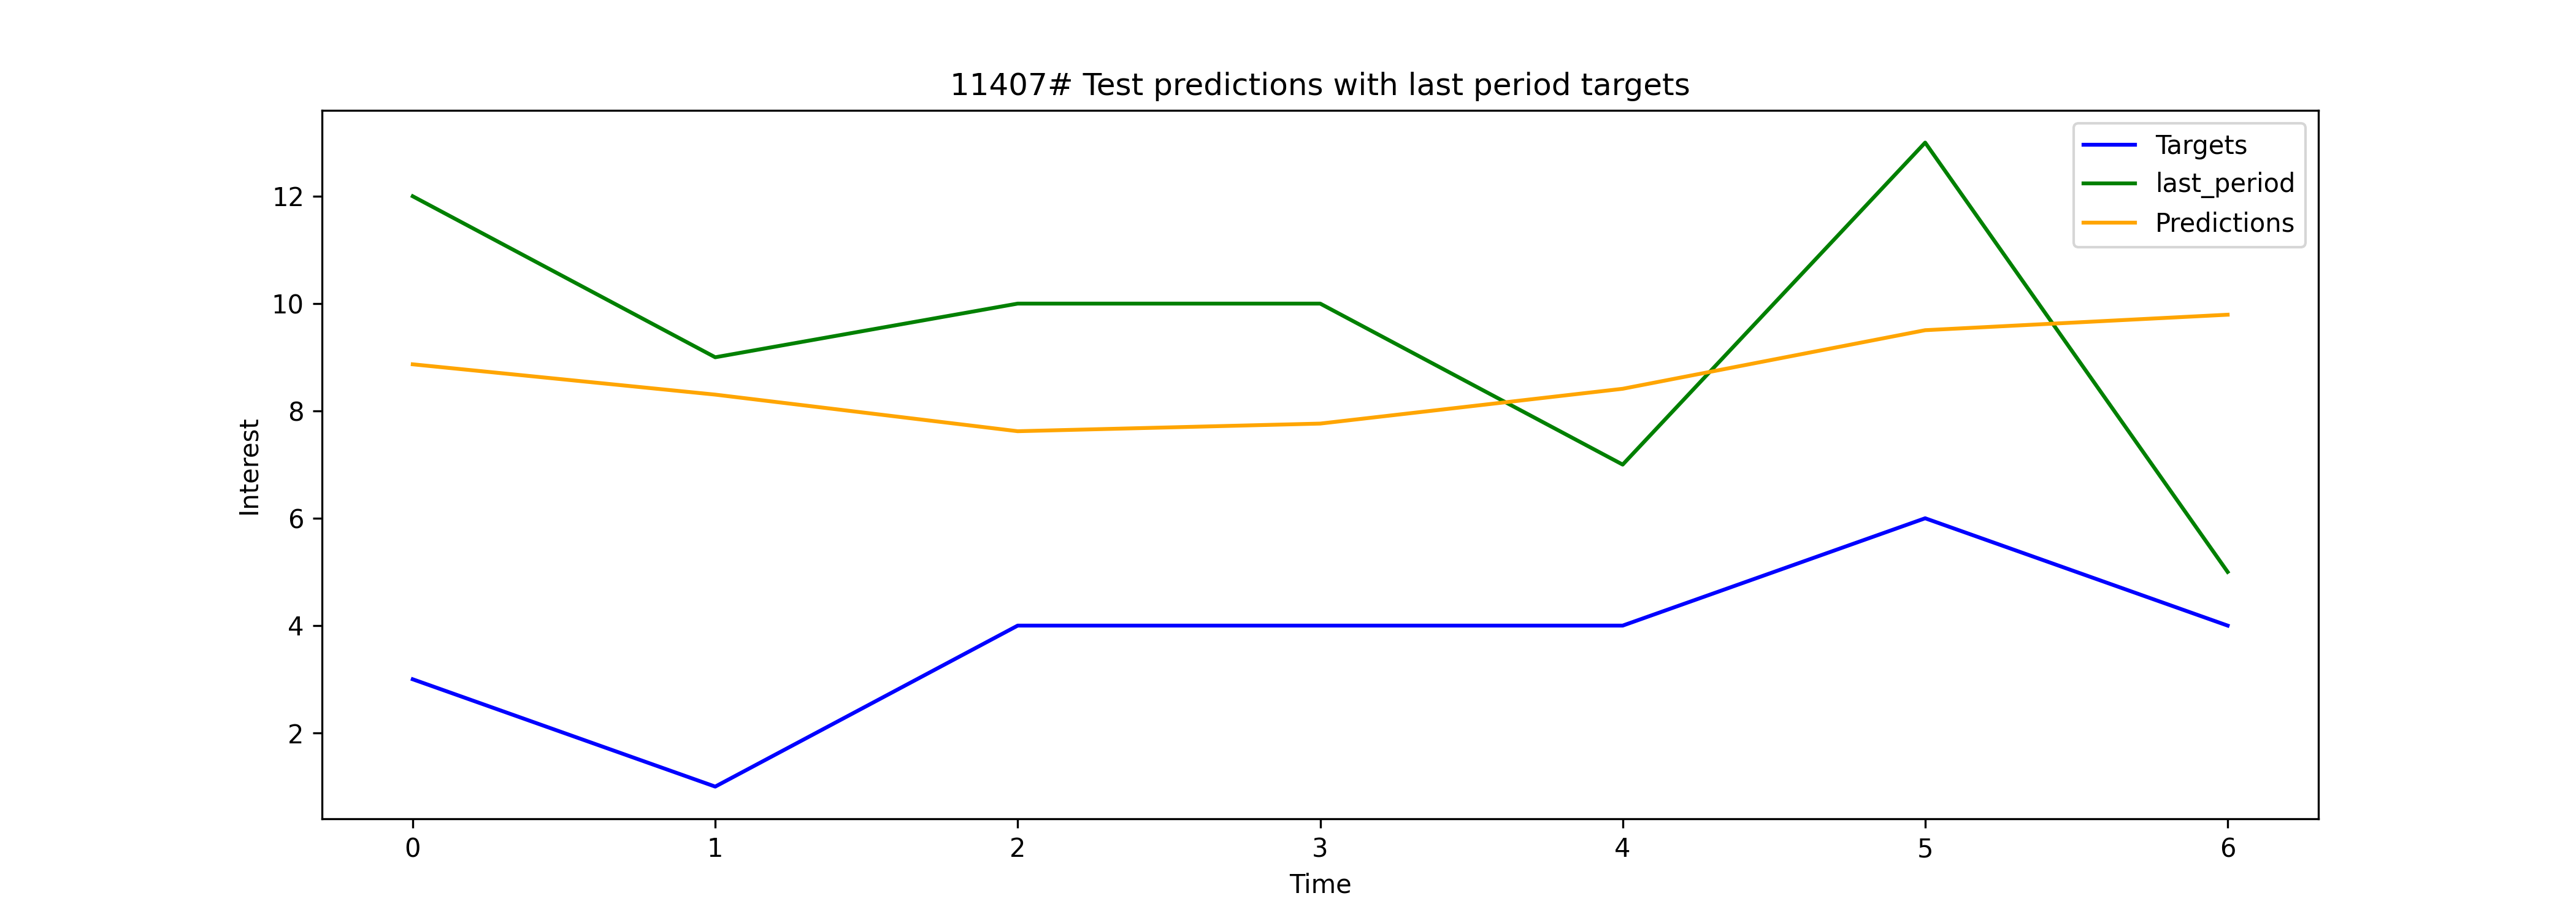 11407# Test predictions with last period targets
Targets
last_period
Predictions
12
10
8
6
4
2
Interest
0 1 2 3 4 5 6
Time